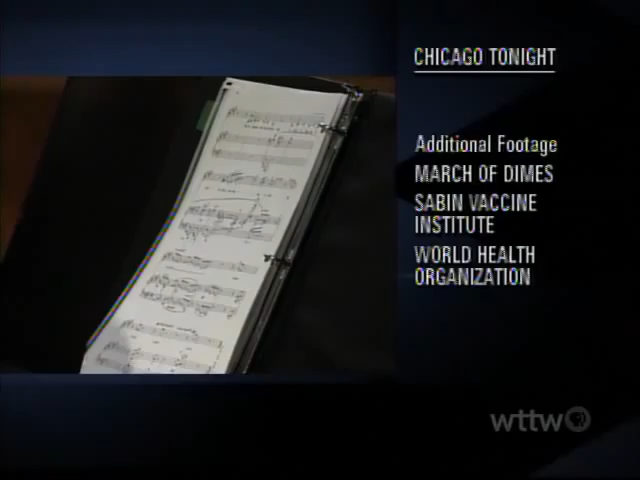 CHICAGO TONIGHT
Additional Footage
MARCH OF DIMES
SABIN VACCINE
INSTITUTE
WORLD HEALTH
ORGANIZATION
wttw